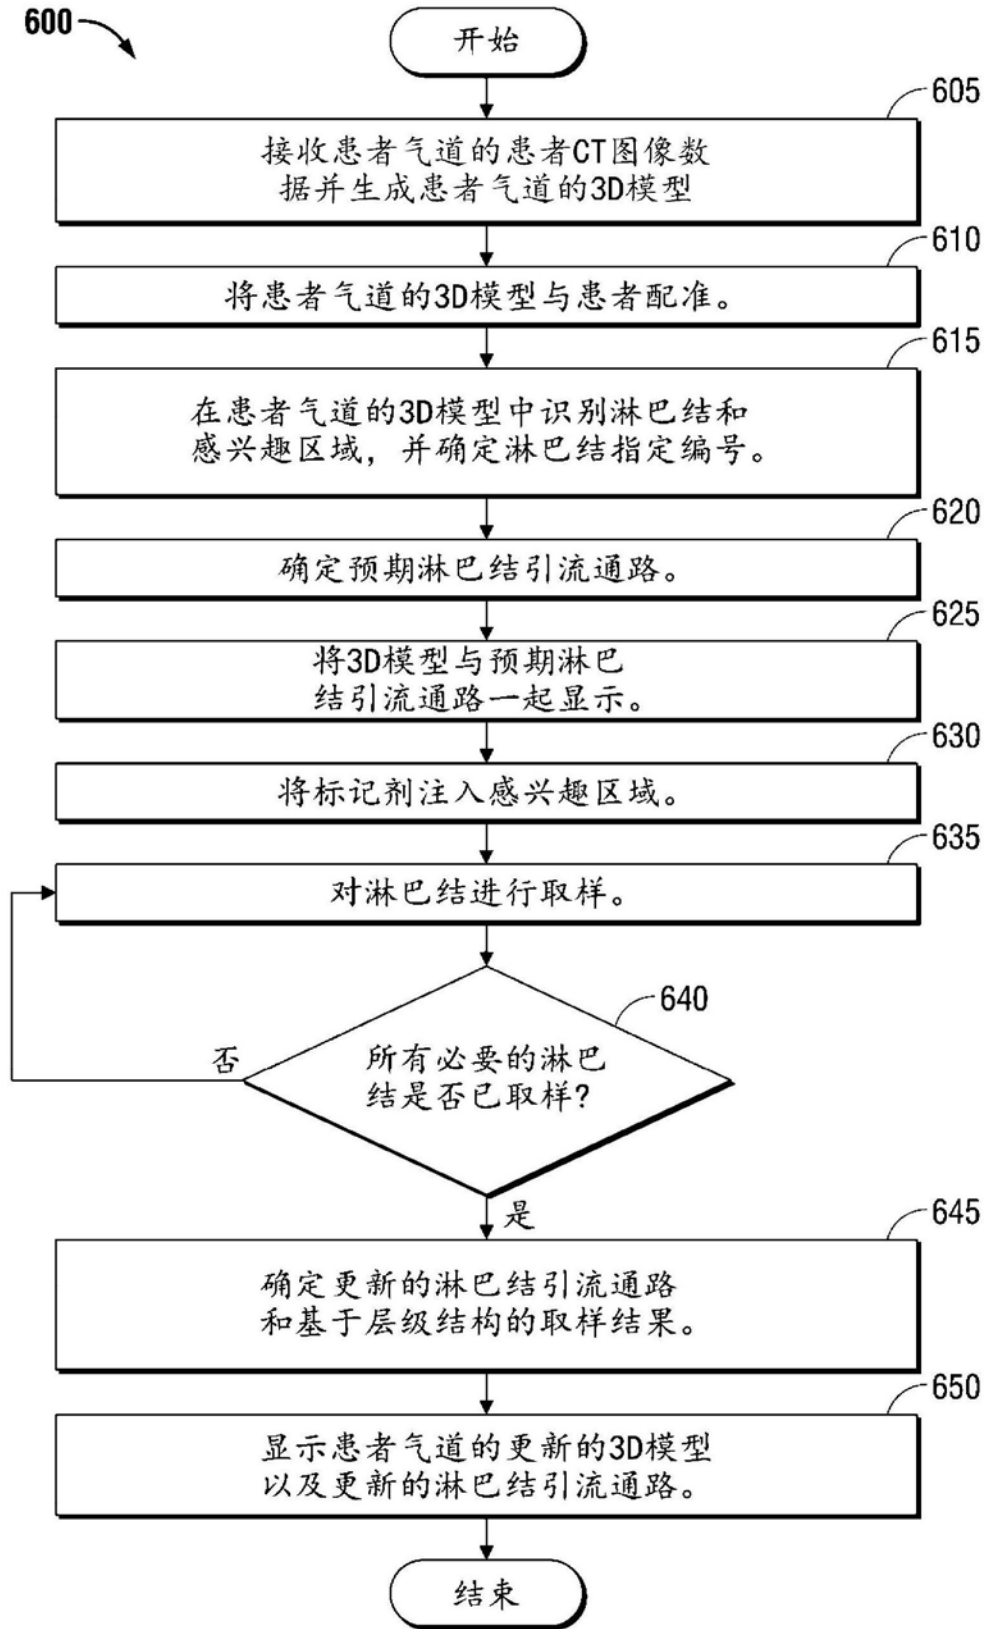 600
开始
605
接收患者气道的患者CT图像数
据并生成患者气道的3D模型
610
将患者气道的3D模型与患者配准。
615
在患者气道的3D模型中识别淋巴结和
感兴趣区域，并确定淋巴结指定编号。
620
确定预期淋巴结引流通路。
625
将3D模型与预期淋巴
结引流通路一起显示。
630
将标记剂注入感兴趣区域。
635
对淋巴结进行取样。
640
否
所有必要的淋巴
结是否已取样?
是
645
确定更新的淋巴结引流通路
和基于层级结构的取样结果。
650
显示患者气道的更新的3D模型
以及更新的淋巴结引流通路。
结束